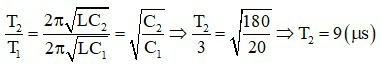 T₂/T₁ = 2π√(LC₂)/2π√(LC₁) = √(C₂/C₁) ⇒ T₂/3 = √(180/20) ⇒ T₂ = 9(μs)